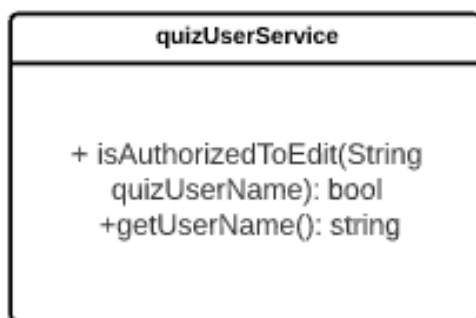 quizUserService
+ isAuthorizedToEdit(String
quizUserName): bool
+getUserName(): string